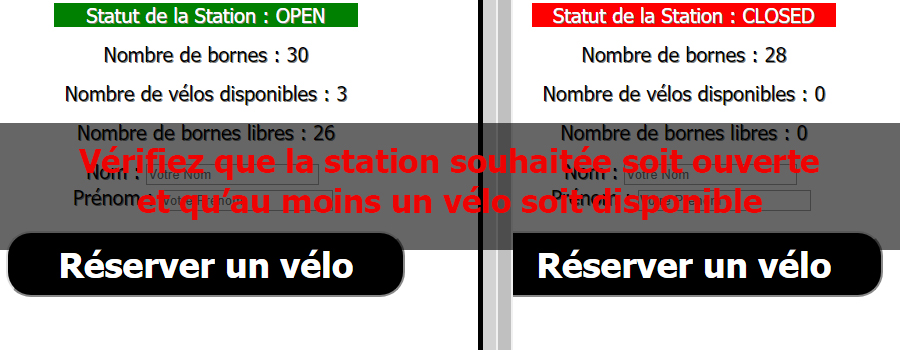 Statut de la Station : OPEN
Nombre de bornes : 30
Nombre de vélos disponibles : 3
Nombre de bornes libres : 26
Nom : Votre Nom
Prénom : Votre Prénom
Réserver un vélo
Statut de la Station : CLOSED
Nombre de bornes : 28
Nombre de vélos disponibles : 0
Nombre de bornes libres : 0
Nom : Votre Nom
Prénom : Votre Prénom
Réserver un vélo
Vérifiez que la station souhaitée soit ouverte
et qu'au moins un vélo soit disponible